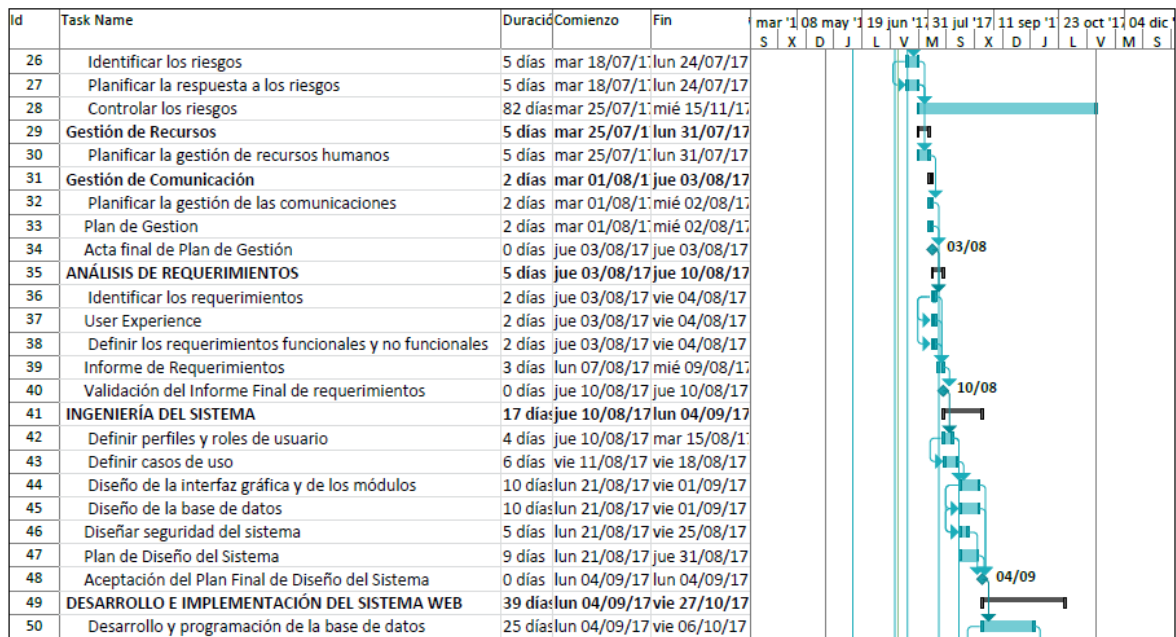 Id Task Name Duració Comienzo Fin mar '1 08 may '1 19 jun '17 31 jul '17 11 sep '1 23 oct '17 04 dic '
S X D J L V M S X D J L V M S
26 Identificar los riesgos 5 días mar 18/07/17 lun 24/07/17
27 Planificar la respuesta a los riesgos 5 días mar 18/07/17 lun 24/07/17
28 Controlar los riesgos 82 días mar 25/07/17 mié 15/11/17
29 Gestión de Recursos 5 días mar 25/07/1 lun 31/07/17
30 Planificar la gestión de recursos humanos 5 días mar 25/07/17 lun 31/07/17
31 Gestión de Comunicación 2 días mar 01/08/1 jue 03/08/17
32 Planificar la gestión de las comunicaciones 2 días mar 01/08/17 mié 02/08/17
33 Plan de Gestion 2 días mar 01/08/17 mié 02/08/17
34 Acta final de Plan de Gestión 0 días jue 03/08/17 jue 03/08/17 03/08
35 ANÁLISIS DE REQUERIMIENTOS 5 días jue 03/08/17 jue 10/08/17
36 Identificar los requerimientos 2 días jue 03/08/17 vie 04/08/17
37 User Experience 2 días jue 03/08/17 vie 04/08/17
38 Definir los requerimientos funcionales y no funcionales 2 días jue 03/08/17 vie 04/08/17
39 Informe de Requerimientos 3 días lun 07/08/17 mié 09/08/17
40 Validación del Informe Final de requerimientos 0 días jue 10/08/17 jue 10/08/17 10/08
41 INGENIERÍA DEL SISTEMA 17 días jue 10/08/17 lun 04/09/17
42 Definir perfiles y roles de usuario 4 días jue 10/08/17 mar 15/08/17
43 Definir casos de uso 6 días vie 11/08/17 vie 18/08/17
44 Diseño de la interfaz gráfica y de los módulos 10 días lun 21/08/17 vie 01/09/17
45 Diseño de la base de datos 10 días lun 21/08/17 vie 01/09/17
46 Diseñar seguridad del sistema 5 días lun 21/08/17 vie 25/08/17
47 Plan de Diseño del Sistema 9 días lun 21/08/17 jue 31/08/17
48 Aceptación del Plan Final de Diseño del Sistema 0 días lun 04/09/17 lun 04/09/17 04/09
49 DESARROLLO E IMPLEMENTACIÓN DEL SISTEMA WEB 39 días lun 04/09/17 vie 27/10/17
50 Desarrollo y programación de la base de datos 25 días lun 04/09/17 vie 06/10/17